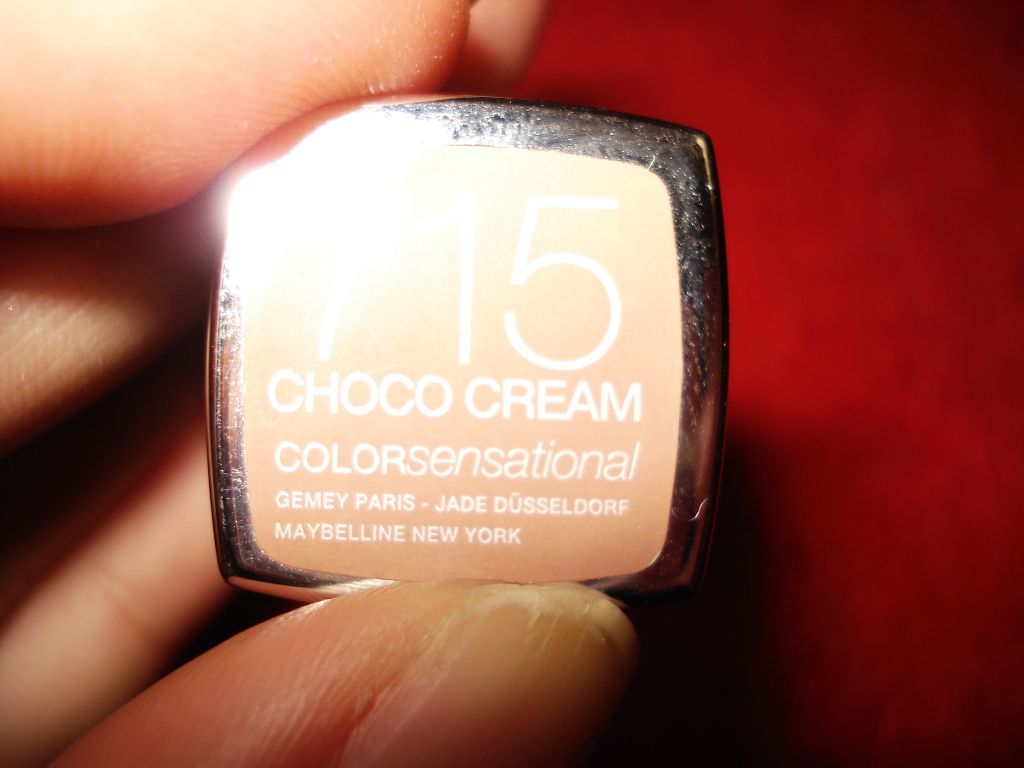 715
CHOCO CREAM
COLORsensational
GEMEY PARIS - JADE DÜSSELDORF
MAYBELLINE NEW YORK